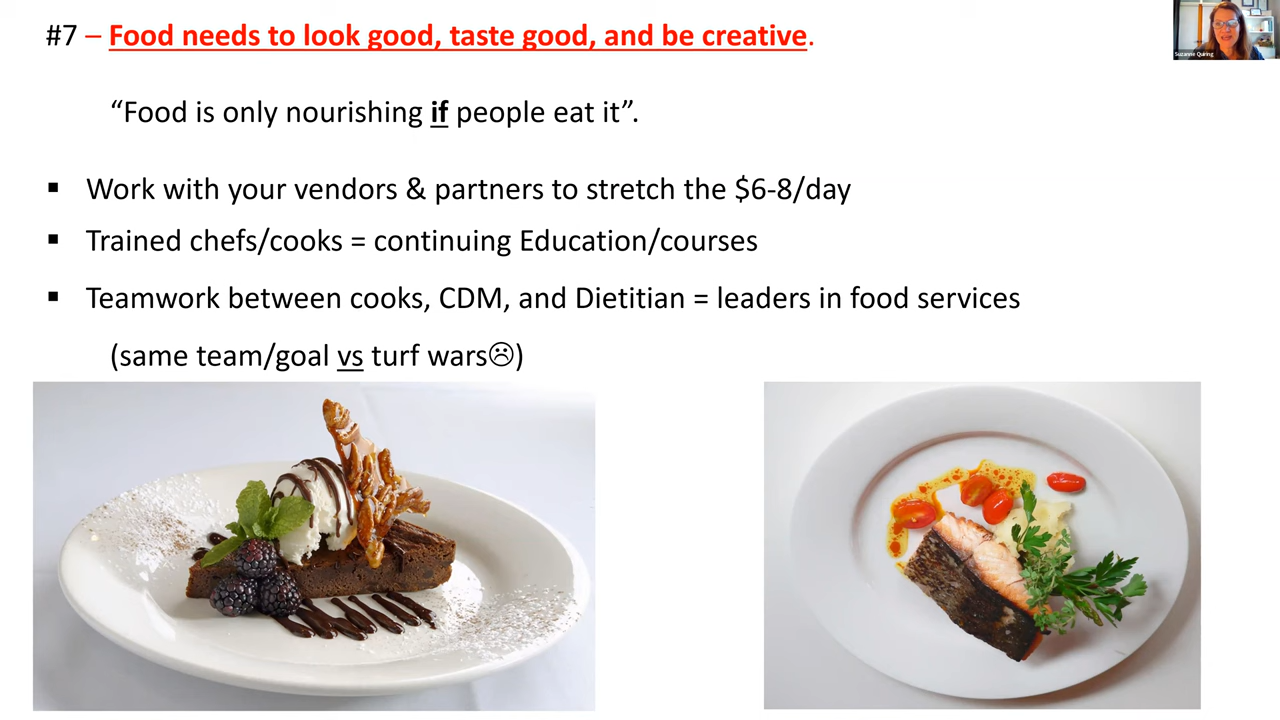 #7 – Food needs to look good, taste good, and be creative.
Suzanne Quiring
“Food is only nourishing if people eat it”.
▪ Work with your vendors & partners to stretch the $6-8/day
▪ Trained chefs/cooks = continuing Education/courses
▪ Teamwork between cooks, CDM, and Dietitian = leaders in food services
(same team/goal vs turf wars☹)